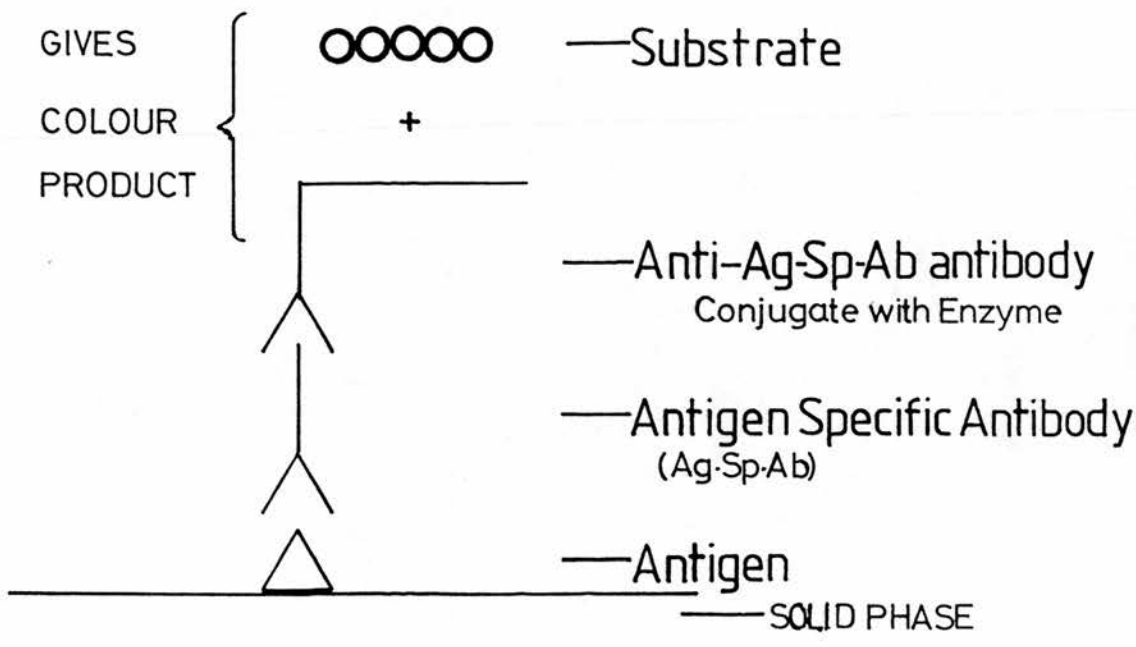 GIVES
COLOUR
PRODUCT
+
Substrate
Anti-Ag-Sp-Ab antibody
Conjugate with Enzyme
Antigen Specific Antibody
(Ag.Sp.Ab)
Antigen
SOLID PHASE